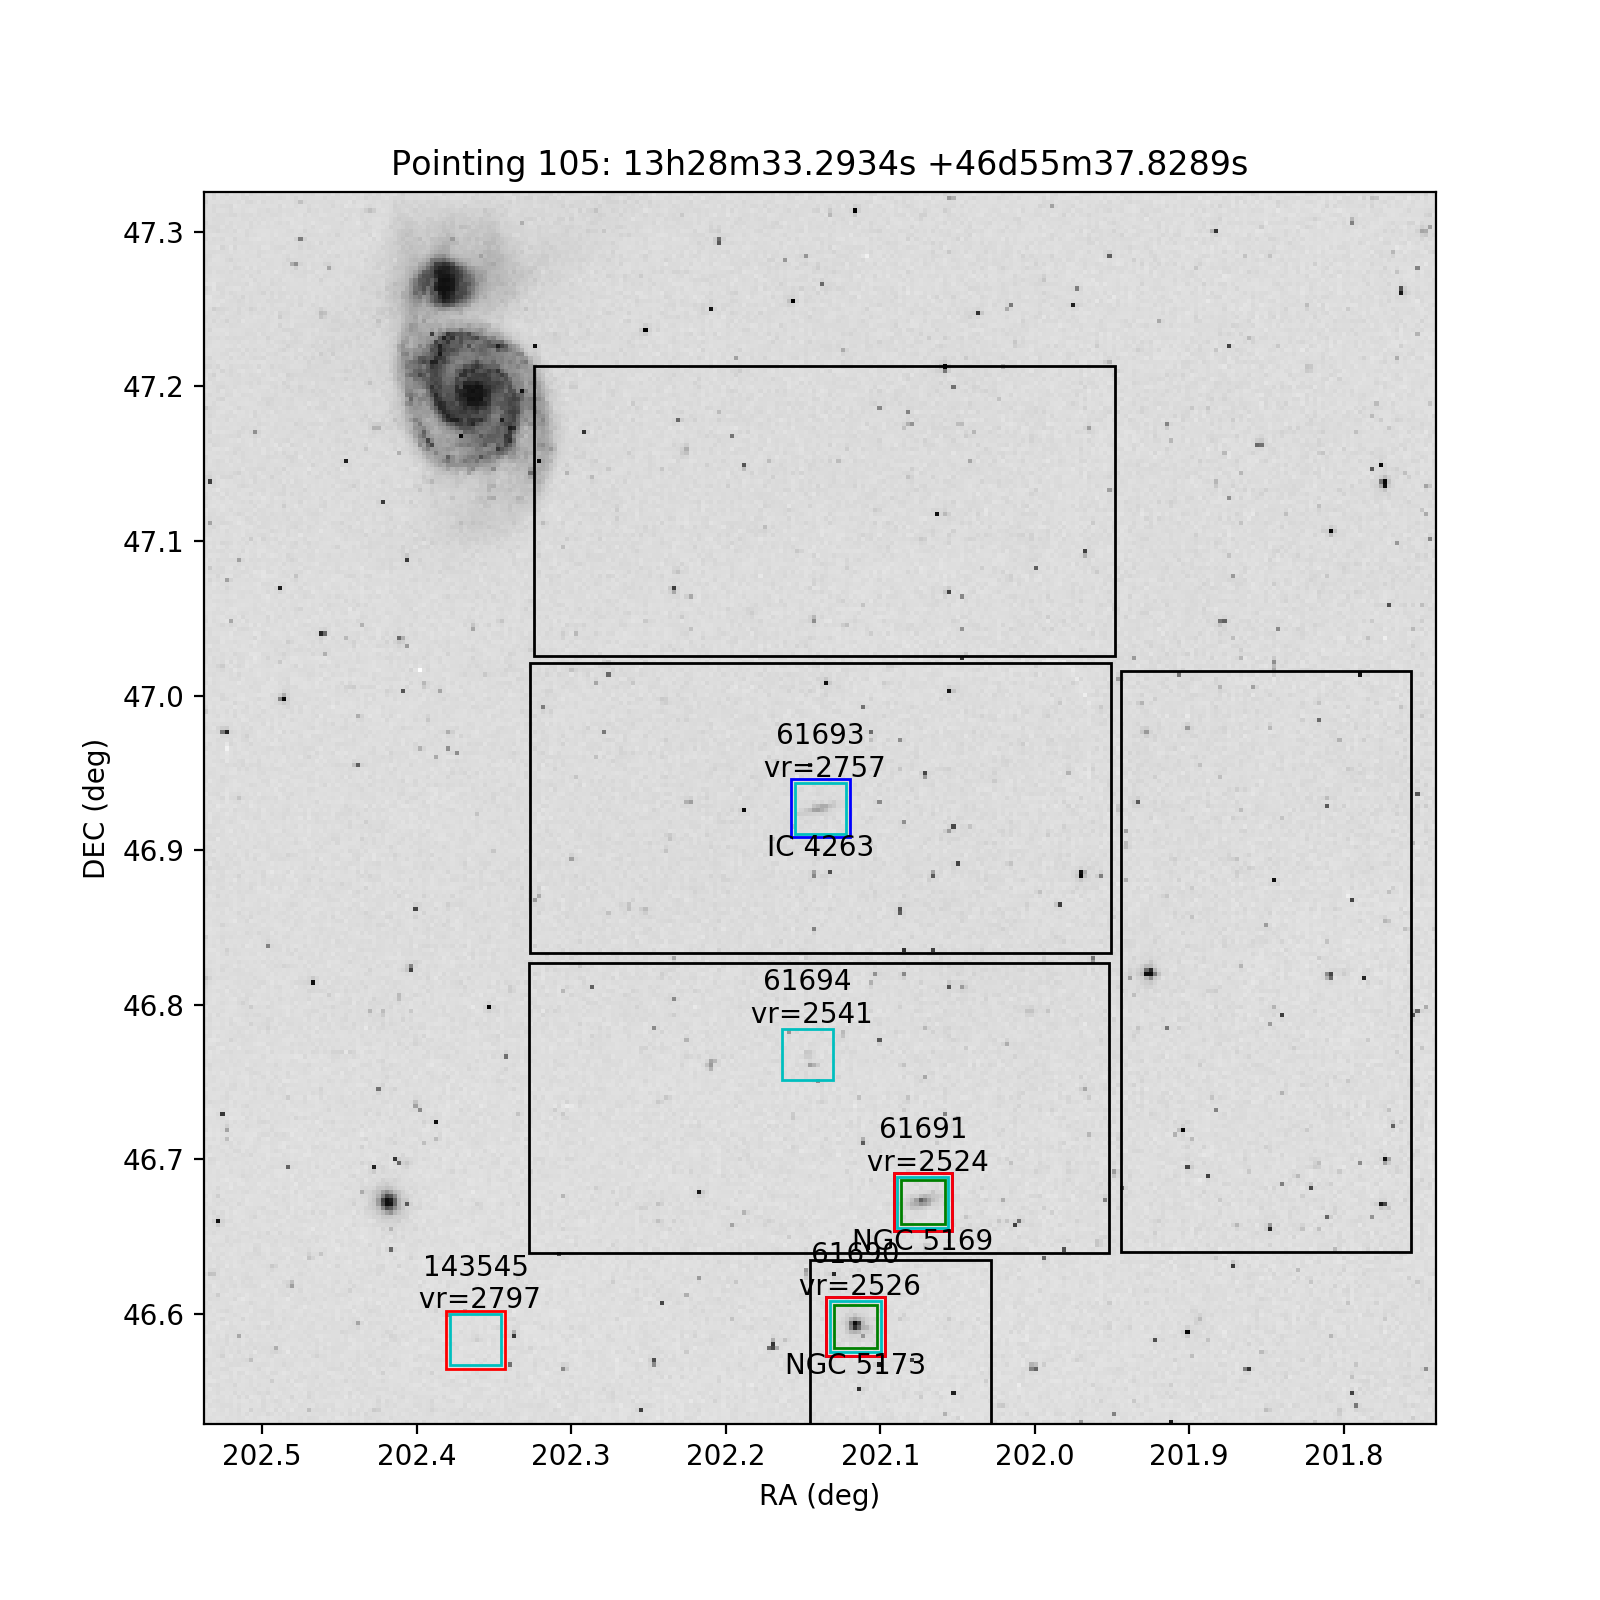 Pointing 105: 13h28m33.2934s +46d55m37.8289s
47.3
47.2
47.1
47.0
46.9
46.8
46.7
46.6
DEC (deg)
61693
vr=2757
IC 4263
61694
vr=2541
61691
vr=2524
NGC 5169
61690
vr=2526
NGC 5173
143545
vr=2797
202.5
202.4
202.3
202.2
202.1
202.0
201.9
201.8
RA (deg)